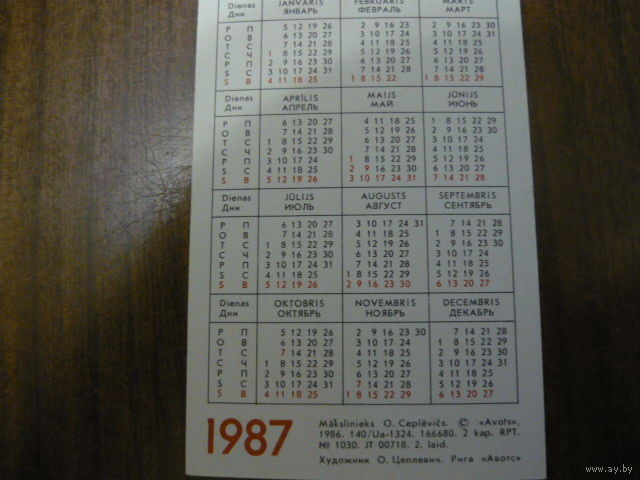 Dienas JANVARIS FEBRUARIS MARTS
Дни ЯНВАРЬ ФЕВРАЛЬ МАРТ
P П 5 12 19 26 2 9 16 23 2 9 16 23 30
O В 6 13 20 27 3 10 17 24 3 10 17 24 31
T С 7 14 21 28 4 11 18 25 4 11 18 25
C Ч 1 8 15 22 29 5 12 19 26 5 12 19 26
P П 2 9 16 23 30 6 13 20 27 6 13 20 27
S С 3 10 17 24 31 7 14 21 28 7 14 21 28
S В 4 11 18 25 1 8 15 22 1 8 15 22 29
Dienas APRĪLIS MAIJS JŪNIJS
Дни АПРЕЛЬ МАЙ ИЮНЬ
P П 6 13 20 27 4 11 18 25 1 8 15 22 29
O В 7 14 21 28 5 12 19 26 2 9 16 23 30
T С 1 8 15 22 29 6 13 20 27 3 10 17 24
C Ч 2 9 16 23 30 7 14 21 28 4 11 18 25
P П 3 10 17 24 1 8 15 22 29 5 12 19 26
S С 4 11 18 25 2 9 16 23 30 6 13 20 27
S В 5 12 19 26 3 10 17 24 31 7 14 21 28
Dienas JŪLIJS AUGUSTS SEPTEMBRIS
Дни ИЮЛЬ АВГУСТ СЕНТЯБРЬ
P П 6 13 20 27 3 10 17 24 31 7 14 21 28
O В 7 14 21 28 4 11 18 25 1 8 15 22 29
T С 1 8 15 22 29 5 12 19 26 2 9 16 23 30
C Ч 2 9 16 23 30 6 13 20 27 3 10 17 24
P П 3 10 17 24 31 7 14 21 28 4 11 18 25
S С 4 11 18 25 1 8 15 22 29 5 12 19 26
S В 5 12 19 26 2 9 16 23 30 6 13 20 27
Dienas OKTOBRIS NOVEMBRIS DECEMBRIS
Дни ОКТЯБРЬ НОЯБРЬ ДЕКАБРЬ
P П 5 12 19 26 2 9 16 23 30 7 14 21 28
O В 6 13 20 27 3 10 17 24 1 8 15 22 29
T С 7 14 21 28 4 11 18 25 2 9 16 23 30
C Ч 1 8 15 22 29 5 12 19 26 3 10 17 24 31
P П 2 9 16 23 30 6 13 20 27 4 11 18 25
S С 3 10 17 24 31 7 14 21 28 5 12 19 26
S В 4 11 18 25 1 8 15 22 29 6 13 20 27
1987
Mākslinieks O. Ceplēvičs. © «Avots»,
1986. 140/Ua-1324. 166680. 2 kap. RPT.
№ 1030. JT 00718. 2. laid.
Художник О. Цеплевич. Рига «Авотс»
www.ay.by